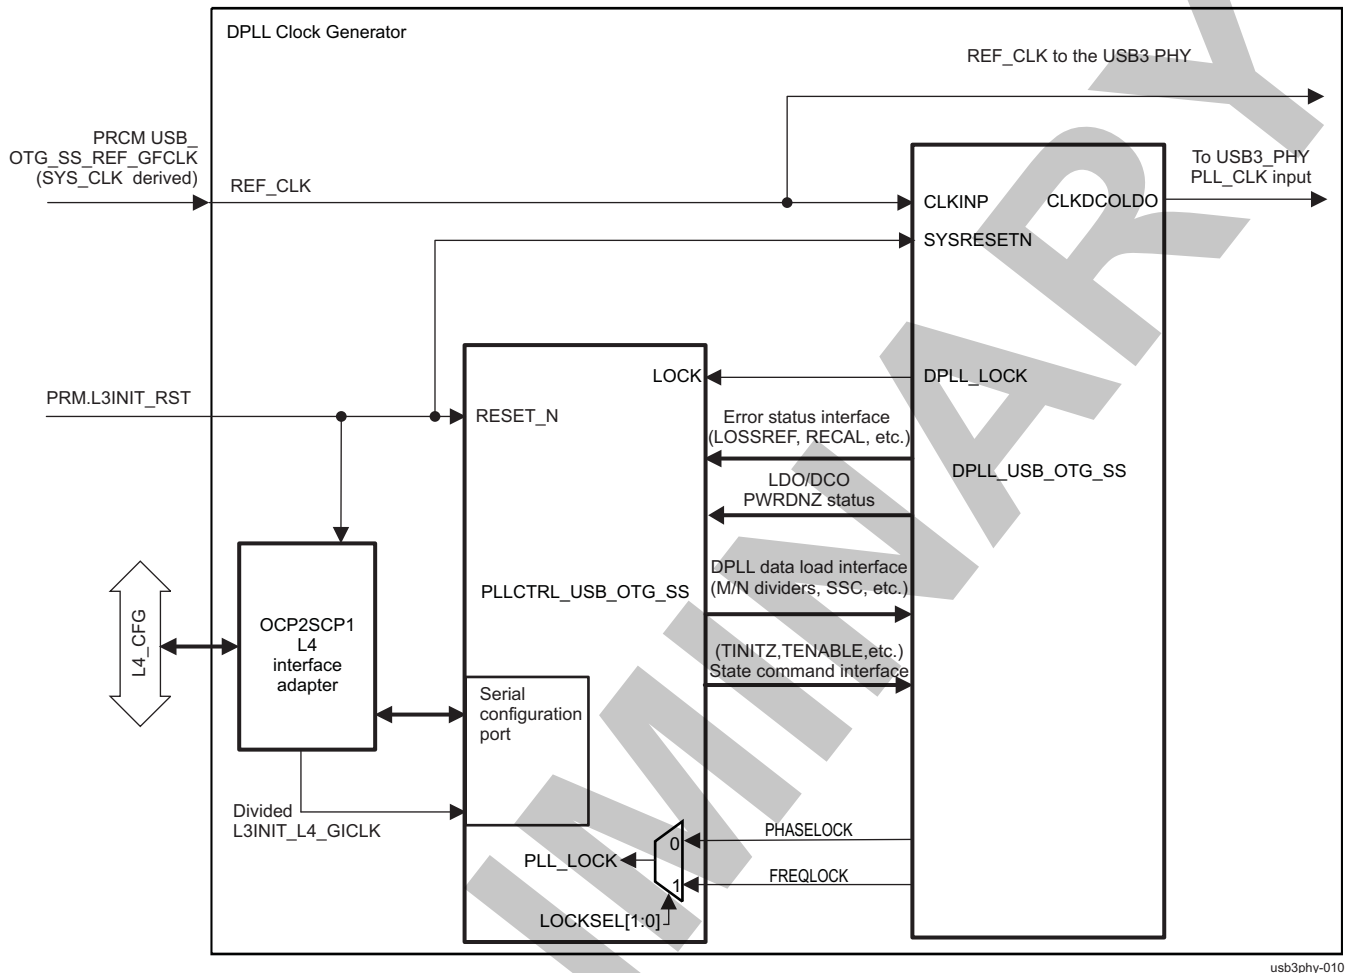 DPLL Clock Generator
REF_CLK to the USB3 PHY
PRCM USB_
OTG_SS_REF_GFCLK
(SYS_CLK derived)
REF_CLK
To USB3_PHY
PLL_CLK input
CLKINP
CLKDCOLDO
SYSRESETN
LOCK
DPLL_LOCK
PRM.L3INIT_RST
RESET_N
Error status interface
(LOSSREF, RECAL, etc.)
DPLL_USB_OTG_SS
LDO/DCO
PWRDNZ status
DPLL data load interface
(M/N dividers, SSC, etc.)
PLLCTRL_USB_OTG_SS
L4_CFG
OCP2SCP1
L4
interface
adapter
(TINITZ,TENABLE,etc.)
State command interface
Serial
configuration
port
Divided
L3INIT_L4_GICLK
PHASELOCK
0
PLL_LOCK
FREQLOCK
1
LOCKSEL[1:0]
usb3phy-010
IMINARY